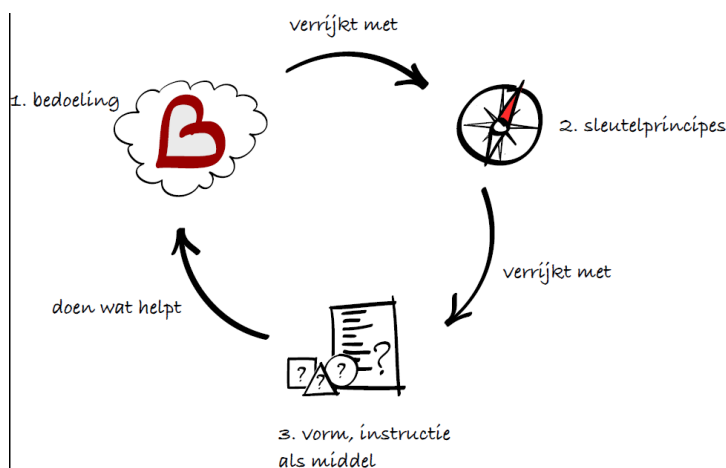 verrijkt met
1. bedoeling
2. sleutelprincipes
verrijkt met
doen wat helpt
?
? ? ?
3. vorm, instructie
als middel